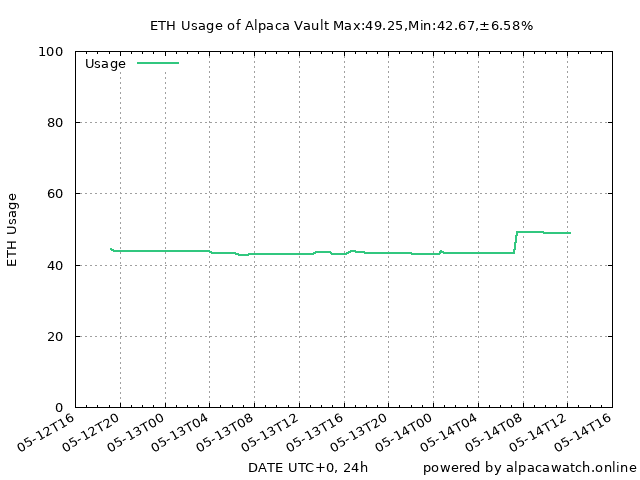 ETH Usage of Alpaca Vault Max:49.25,Min:42.67,±6.58%
100
Usage
80
60
ETH Usage
40
20
0
05-12T16
05-12T20
05-13T00
05-13T04
05-13T08
05-13T12
05-13T16
05-13T20
05-14T00
05-14T04
05-14T08
05-14T12
05-14T16
DATE UTC+0, 24h
powered by alpacawatch.online